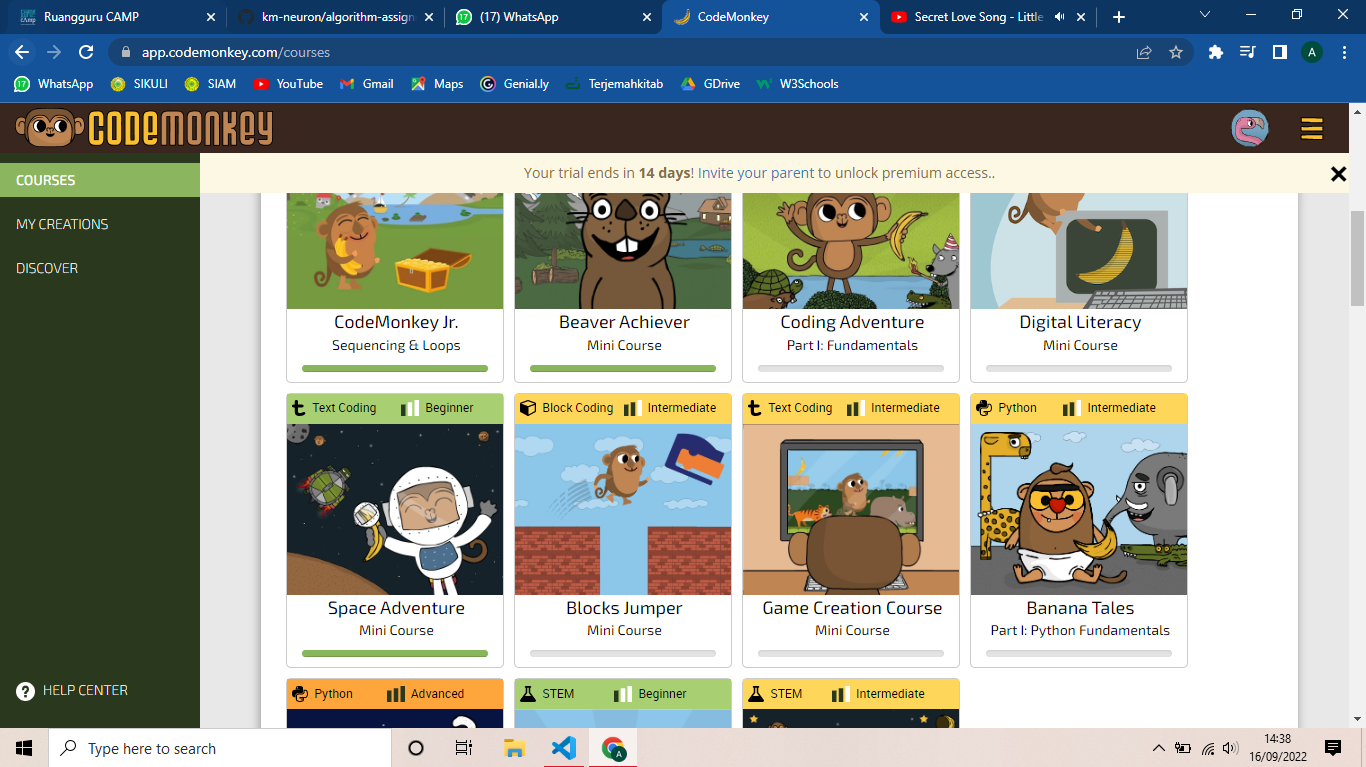 Ruangguru CAMP
km-neuron/algorithm-assign
(17) WhatsApp
CodeMonkey
Secret Love Song - Little
app.codemonkey.com/courses
A
17 WhatsApp
SIKULI
SIAM
YouTube
Gmail
Maps
Genial.ly
Terjemahkitab
GDrive
W3Schools
CODEMONKEY
COURSES
MY CREATIONS
DISCOVER
HELP CENTER
Your trial ends in 14 days! Invite your parent to unlock premium access..
CodeMonkey Jr.
Sequencing & Loops
Beaver Achiever
Mini Course
Coding Adventure
Part I: Fundamentals
Digital Literacy
Mini Course
Text Coding Beginner
Space Adventure
Mini Course
Block Coding Intermediate
Blocks Jumper
Mini Course
Text Coding Intermediate
Game Creation Course
Mini Course
Python Intermediate
Banana Tales
Part I: Python Fundamentals
Python Advanced
STEM Beginner
STEM Intermediate
Type here to search
14:38
16/09/2022